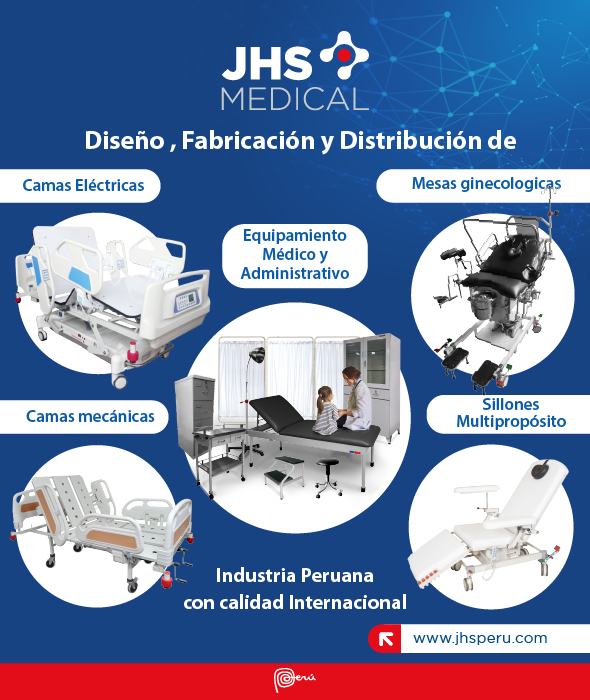 JHS
MEDICAL
Diseño , Fabricación y Distribución de
Camas Eléctricas
Mesas ginecologicas
Equipamiento
Médico y
Administrativo
Camas mecánicas
Sillones
Multipropósito
Industria Peruana
con calidad Internacional
www.jhsperu.com
Perú